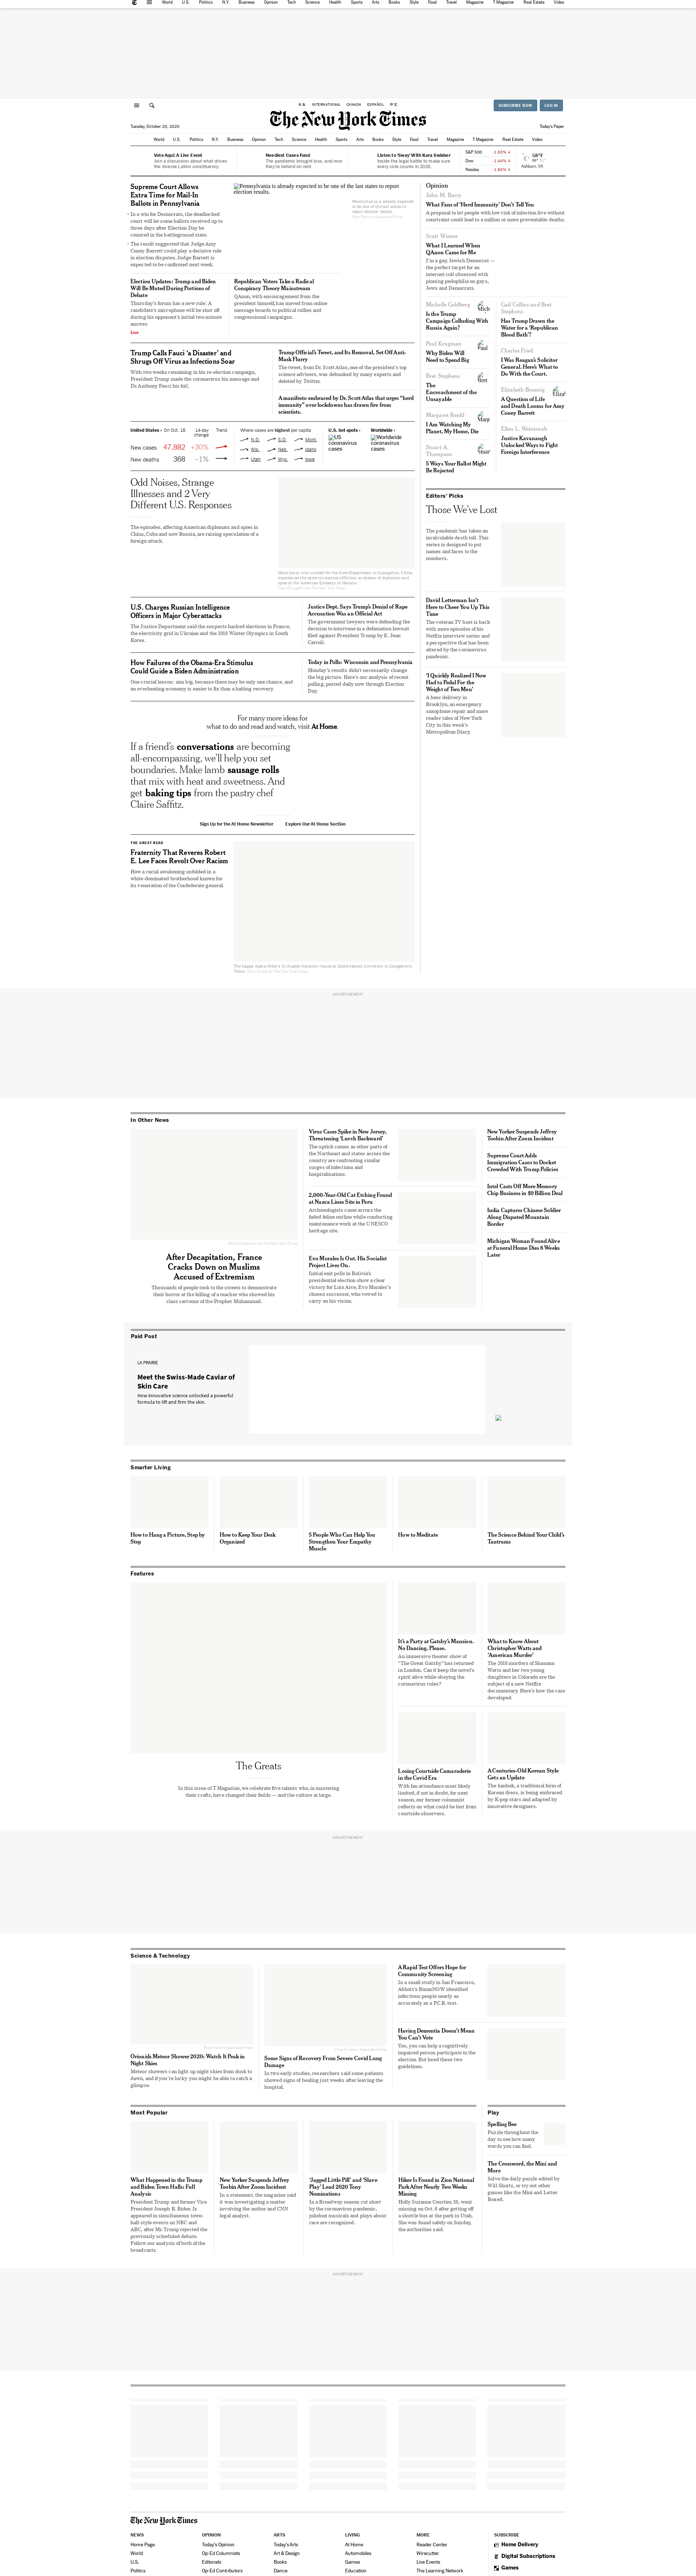 World U.S. Politics N.Y. Business Opinion Tech Science Health Sports Arts Books Style Food Travel Magazine T Magazine Real Estate Video
U.S. INTERNATIONAL CANADA ESPAÑOL 中文
SUBSCRIBE NOW LOG IN
The New York Times
Tuesday, October 20, 2020
Today's Paper
World U.S. Politics N.Y. Business Opinion Tech Science Health Sports Arts Books Style Food Travel Magazine T Magazine Real Estate Video
Vote Aquí: A Live Event
Join a discussion about what drives
the diverse Latino constituency.
Neediest Cases Fund
The pandemic brought loss, and now
they're behind on rent.
Listen to 'Sway' With Kara Swisher
Inside the legal battle to make sure
every vote counts in 2020.
S&P 500 -1.63% ↓
Dow -1.44% ↓
Nasdaq -1.65% ↓
58°F
Ashburn, VA
Supreme Court Allows
Extra Time for Mail-In
Ballots in Pennsylvania
• In a win for Democrats, the deadlocked
court will let some ballots received up to
three days after Election Day be
counted in the battleground state.
• The result suggested that Judge Amy
Coney Barrett could play a decisive role
in election disputes. Judge Barrett is
expected to be confirmed next week.
Pennsylvania is already expected to be one of the last states to report
election results.
Pennsylvania is already expected
to be one of the last states to
report election results.
Election Updates: Trump and Biden
Will Be Muted During Portions of
Debate
Thursday's forum has a new rule: A
candidate's microphone will be shut off
during his opponent's two-minute
answers.
Live
Republican Voters Take a Radical
Conspiracy Theory Mainstream
QAnon, with encouragement from the
president himself, has moved from online
message boards to political rallies and
congressional campaigns.
Trump Calls Fauci 'a Disaster' and
Shrugs Off Virus as Infections Soar
With two weeks remaining in his re-election campaign,
President Trump made the coronavirus his message and
Dr. Anthony Fauci his foil.
Trump Official's Tweet, and Its Removal, Set Off Anti-
Mask Flurry
The tweet, from Dr. Scott Atlas, one of the president's top
science advisers, was debunked by many experts and
deleted by Twitter.
A manifesto embraced by Dr. Scott Atlas that urges "herd
immunity" over lockdowns has drawn fire from
scientists.
United States › On Oct. 19 14-day change Trend
New cases 47,882 +30%
New deaths 368 –1%
Where cases are highest per capita
N.D. S.D. Mont.
Wis. Neb. Idaho
Utah Wyo. Iowa
U.S. hot spots ›
US
coronavirus
cases
Worldwide ›
Worldwide
coronavirus
cases
Odd Noises, Strange
Illnesses and 2 Very
Different U.S. Responses
The episodes, affecting American diplomats and spies in
China, Cuba and now Russia, are raising speculation of a
foreign attack.
Mark Lenzi, who worked for the State Department in Guangzhou, China,
experienced the same mysterious affliction as dozens of diplomats and
spies at the American Embassy in Havana.
U.S. Charges Russian Intelligence
Officers in Major Cyberattacks
The Justice Department said the suspects hacked elections in France,
the electricity grid in Ukraine and the 2018 Winter Olympics in South
Korea.
Justice Dept. Says Trump's Denial of Rape
Accusation Was an Official Act
The government lawyers were defending the
decision to intervene in a defamation lawsuit
filed against President Trump by E. Jean
Carroll.
How Failures of the Obama-Era Stimulus
Could Guide a Biden Administration
One crucial lesson: aim big, because there may be only one chance, and
an overheating economy is easier to fix than a halting recovery.
Today in Polls: Wisconsin and Pennsylvania
Monday's results didn't necessarily change
the big picture. Here's our analysis of recent
polling, posted daily now through Election
Day.
For many more ideas for
what to do and read and watch, visit At Home.
If a friend's conversations are becoming
all-encompassing, we'll help you set
boundaries. Make lamb sausage rolls
that mix with heart and sweetness. And
get baking tips from the pastry chef
Claire Saffitz.
Sign Up for the At Home Newsletter Explore Our At Home Section
THE GREAT READ
Fraternity That Reveres Robert
E. Lee Faces Revolt Over Racism
How a racial awakening unfolded in a
white-dominated brotherhood known for
its veneration of the Confederate general.
The Kappa Alpha Order's Xi chapter fraternity house at Southwestern University in Georgetown,
Texas.
Opinion
John M. Barry
What Fans of 'Herd Immunity' Don't Tell You
A proposal to let people with low risk of infection live without
constraint could lead to a million or more preventable deaths.
Scott Wiener
What I Learned When
QAnon Came for Me
I'm a gay, Jewish Democrat —
the perfect target for an
internet cult obsessed with
pinning pedophilia on gays,
Jews and Democrats.
Michelle Goldberg
Is the Trump
Campaign Colluding With
Russia Again?
Paul Krugman
Why Biden Will
Need to Spend Big
Bret Stephens
The
Encroachment of the
Unsayable
Margaret Renkl
I Am Watching My
Planet, My Home, Die
Stuart A.
Thompson
5 Ways Your Ballot Might
Be Rejected
Gail Collins and Bret
Stephens
Has Trump Drawn the
Water for a 'Republican
Blood Bath'?
Charles Fried
I Was Reagan's Solicitor
General. Here's What to
Do With the Court.
Elizabeth Bruenig
A Question of Life
and Death Looms for Amy
Coney Barrett
Ellen L. Weintraub
Justice Kavanaugh
Unlocked Ways to Fight
Foreign Interference
Editors' Picks
Those We've Lost
The pandemic has taken an
incalculable death toll. This
series is designed to put
names and faces to the
numbers.
David Letterman Isn't
Here to Cheer You Up This
Time
The veteran TV host is back
with more episodes of his
Netflix interview series and
a perspective that has been
altered by the coronavirus
pandemic.
'I Quickly Realized I Now
Had to Pedal For the
Weight of Two Men'
A beer delivery in
Brooklyn, an emergency
saxophone repair and more
reader tales of New York
City in this week's
Metropolitan Diary.
ADVERTISEMENT
In Other News
After Decapitation, France
Cracks Down on Muslims
Accused of Extremism
Thousands of people took to the streets to demonstrate
their horror at the killing of a teacher who showed his
class cartoons of the Prophet Muhammad.
Virus Cases Spike in New Jersey,
Threatening 'Lurch Backward'
The uptick comes as other parts of
the Northeast and states across the
country are confronting similar
surges of infections and
hospitalizations.
2,000-Year-Old Cat Etching Found
at Nazca Lines Site in Peru
Archaeologists came across the
faded feline outline while conducting
maintenance work at the UNESCO
heritage site.
Evo Morales Is Out. His Socialist
Project Lives On.
Initial exit polls in Bolivia's
presidential election show a clear
victory for Luis Arce, Evo Morales's
chosen successor, who vowed to
carry on his vision.
New Yorker Suspends Jeffrey
Toobin After Zoom Incident
Supreme Court Adds
Immigration Cases to Docket
Crowded With Trump Policies
Intel Casts Off More Memory
Chip Business in $9 Billion Deal
India Captures Chinese Soldier
Along Disputed Mountain
Border
Michigan Woman Found Alive
at Funeral Home Dies 8 Weeks
Later
Paid Post
LA PRAIRIE
Meet the Swiss-Made Caviar of
Skin Care
How innovative science unlocked a powerful
formula to lift and firm the skin.
Smarter Living
How to Hang a Picture, Step by
Step
How to Keep Your Desk
Organized
5 People Who Can Help You
Strengthen Your Empathy
Muscle
How to Meditate
The Science Behind Your Child's
Tantrums
Features
The Greats
In this issue of T Magazine, we celebrate five talents who, in mastering
their crafts, have changed their fields — and the culture at large.
It's a Party at Gatsby's Mansion.
No Dancing, Please.
An immersive theater show of
"The Great Gatsby" has returned
in London. Can it keep the novel's
spirit alive while obeying the
coronavirus rules?
What to Know About
Christopher Watts and
'American Murder'
The 2018 murders of Shanann
Watts and her two young
daughters in Colorado are the
subject of a new Netflix
documentary. Here's how the case
developed.
Losing Courtside Camaraderie
in the Covid Era
With fan attendance most likely
limited, if not in doubt, for next
season, our former columnist
reflects on what could be lost from
courtside observers.
A Centuries-Old Korean Style
Gets an Update
The hanbok, a traditional form of
Korean dress, is being embraced
by K-pop stars and adapted by
innovative designers.
ADVERTISEMENT
Science & Technology
Orionids Meteor Shower 2020: Watch It Peak in
Night Skies
Meteor showers can light up night skies from dusk to
dawn, and if you're lucky you might be able to catch a
glimpse.
Some Signs of Recovery From Severe Covid Lung
Damage
In two early studies, researchers said some patients
showed signs of healing just weeks after leaving the
hospital.
A Rapid Test Offers Hope for
Community Screening
In a small study in San Francisco,
Abbott's BinaxNOW identified
infectious people nearly as
accurately as a P.C.R. test.
Having Dementia Doesn't Mean
You Can't Vote
Yes, you can help a cognitively
impaired person participate in the
election. But heed these two
guidelines.
Most Popular
What Happened in the Trump
and Biden Town Halls: Full
Analysis
President Trump and former Vice
President Joseph R. Biden Jr.
appeared in simultaneous town-
hall-style events on NBC and
ABC, after Mr. Trump rejected the
previously scheduled debate.
Follow our analysis of both of the
broadcasts.
New Yorker Suspends Jeffrey
Toobin After Zoom Incident
In a statement, the magazine said
it was investigating a matter
involving the author and CNN
legal analyst.
'Jagged Little Pill' and 'Slave
Play' Lead 2020 Tony
Nominations
In a Broadway season cut short
by the coronavirus pandemic,
jukebox musicals and plays about
race are recognized.
Hiker Is Found in Zion National
Park After Nearly Two Weeks
Missing
Holly Suzanne Courtier, 38, went
missing on Oct. 6 after getting off
a shuttle bus at the park in Utah.
She was found safely on Sunday,
the authorities said.
Play
Spelling Bee
Puzzle throughout the
day to see how many
words you can find.
The Crossword, the Mini and
More
Solve the daily puzzle edited by
Will Shortz, or try out other
games like the Mini and Letter
Boxed.
ADVERTISEMENT
The New York Times
NEWS OPINION ARTS LIVING MORE SUBSCRIBE
Home Page Today's Opinion Today's Arts At Home Reader Center Home Delivery
World Op-Ed Columnists Art & Design Automobiles Wirecutter Digital Subscriptions
U.S. Editorials Books Games Live Events Games
Politics Op-Ed Contributors Dance Education The Learning Network